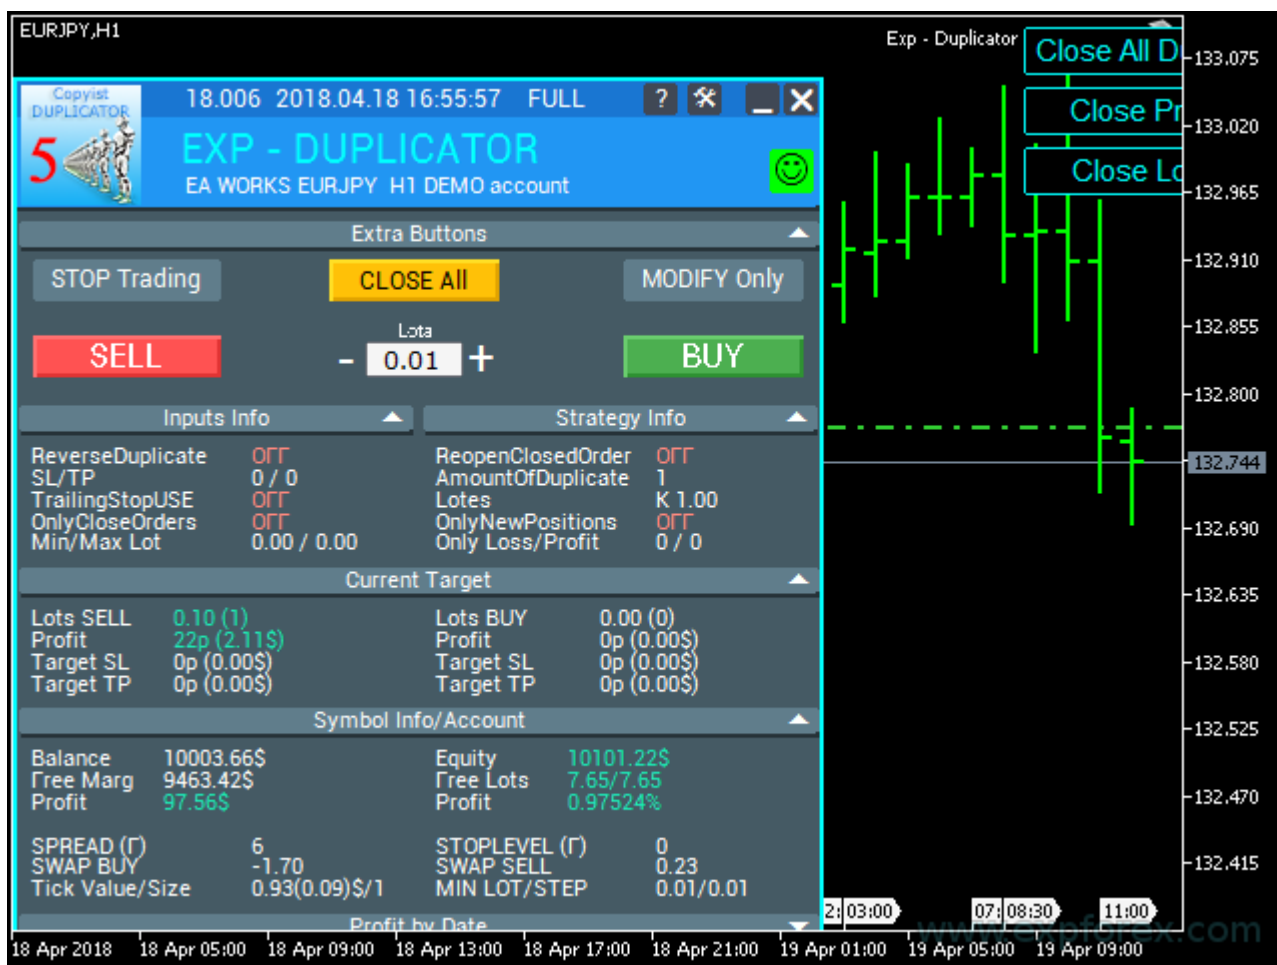 EURJPY,H1
Exp - Duplicator
Close All D
Close Pr
Close Lo
Copyist
DUPLICATOR
5
18.006 2018.04.18 16:55:57 FULL ?
EXP - DUPLICATOR
EA WORKS EURJPY H1 DEMO account
Extra Buttons
STOP Trading CLOSE All MODIFY Only
Lots
SELL - 0.01 + BUY
Inputs Info Strategy Info
ReverseDuplicate OFF ReopenClosedOrder OFF
SL/TP 0 / 0 AmountOfDuplicate 1
TrailingStopUSE OFF Lotes K 1.00
OnlyCloseOrders OFF OnlyNewPositions OFF
Min/Max Lot 0.00 / 0.00 Only Loss/Profit 0 / 0
Current Target
Lots SELL 0.10 (1) Lots BUY 0.00 (0)
Profit 22p (2.11$) Profit 0p (0.00$)
Target SL 0p (0.00$) Target SL 0p (0.00$)
Target TP 0p (0.00$) Target TP 0p (0.00$)
Symbol Info/Account
Balance 10003.66$ Equity 10101.22$
Free Marg 9463.42$ Free Lots 7.65/7.65
Profit 97.56$ Profit 0.97524%
SPREAD (F) 6 STOPLEVEL (F) 0
SWAP BUY -1.70 SWAP SELL 0.23
Tick Value/Size 0.93(0.09)$/1 MIN LOT/STEP 0.01/0.01
Profit by Date
133.075
133.020
132.965
132.910
132.855
132.800
132.744
132.690
132.635
132.580
132.525
132.470
132.415
2: 03:00 07: 08:30 11:00
www.expforex.com
18 Apr 2018 18 Apr 05:00 18 Apr 09:00 18 Apr 13:00 18 Apr 17:00 18 Apr 21:00 19 Apr 01:00 19 Apr 05:00 19 Apr 09:00